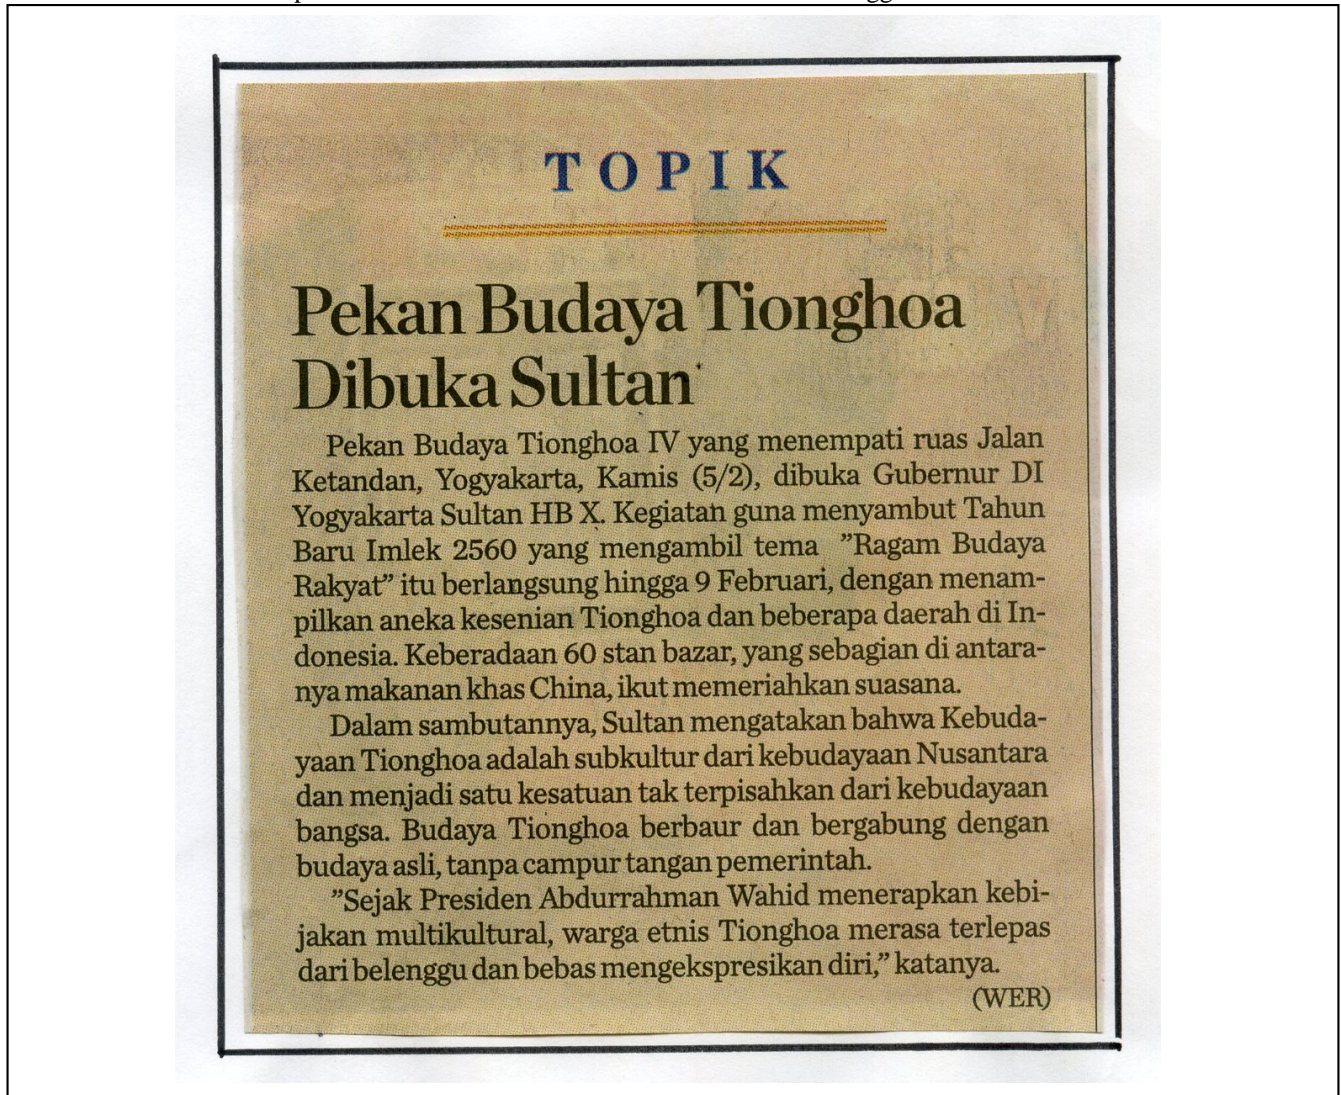 TOPIK
Pekan Budaya Tionghoa
Dibuka Sultan
Pekan Budaya Tionghoa IV yang menempati ruas Jalan
Ketandan, Yogyakarta, Kamis (5/2), dibuka Gubernur DI
Yogyakarta Sultan HB X. Kegiatan guna menyambut Tahun
Baru Imlek 2560 yang mengambil tema ”Ragam Budaya
Rakyat” itu berlangsung hingga 9 Februari, dengan menam-
pilkan aneka kesenian Tionghoa dan beberapa daerah di In-
donesia. Keberadaan 60 stan bazar, yang sebagian di antara-
nya makanan khas China, ikut memeriahkan suasana.
Dalam sambutannya, Sultan mengatakan bahwa Kebuda-
yaan Tionghoa adalah subkultur dari kebudayaan Nusantara
dan menjadi satu kesatuan tak terpisahkan dari kebudayaan
bangsa. Budaya Tionghoa berbaur dan bergabung dengan
budaya asli, tanpa campur tangan pemerintah.
”Sejak Presiden Abdurrahman Wahid menerapkan kebi-
jakan multikultural, warga etnis Tionghoa merasa terlepas
dari belenggu dan bebas mengekspresikan diri,” katanya.
(WER)